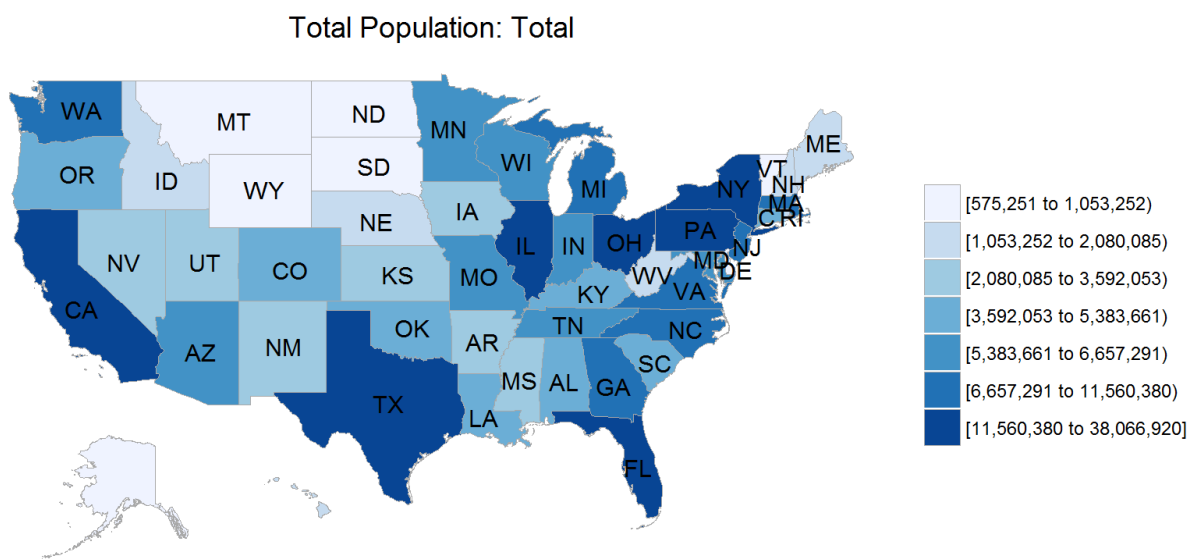 Total Population: Total
WA
MT
ND
MN
ME
OR
ID
SD
WI
VT
NH
WY
MI
NY
MA
NE
IA
C
RI
NV
UT
CO
IL
IN
OH
PA
NJ
KS
MO
WV
MD
DE
CA
KY
VA
AZ
NM
OK
AR
TN
NC
TX
MS
AL
GA
SC
LA
FL
[575,251 to 1,053,252)
[1,053,252 to 2,080,085)
[2,080,085 to 3,592,053)
[3,592,053 to 5,383,661)
[5,383,661 to 6,657,291)
[6,657,291 to 11,560,380)
[11,560,380 to 38,066,920]